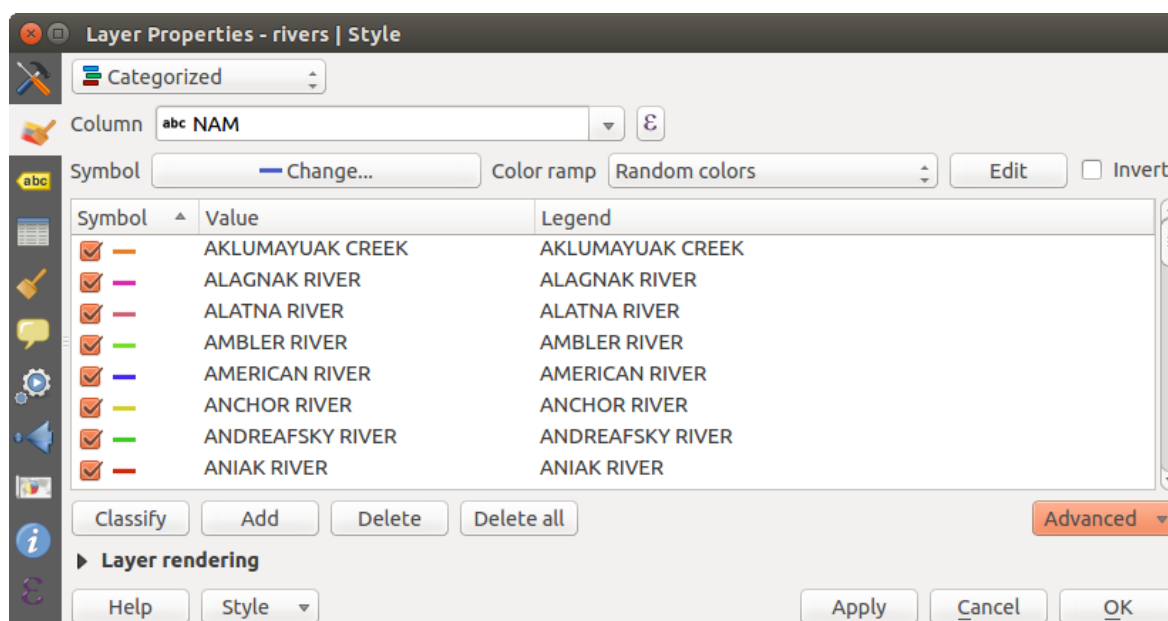 Layer Properties - rivers | Style
Categorized
Column abc NAM ε
abc Symbol Change... Color ramp Random colors Edit Invert
Symbol Value Legend
AKLUMAYUAK CREEK AKLUMAYUAK CREEK
ALAGNAK RIVER ALAGNAK RIVER
ALATNA RIVER ALATNA RIVER
AMBLER RIVER AMBLER RIVER
AMERICAN RIVER AMERICAN RIVER
ANCHOR RIVER ANCHOR RIVER
ANDREAFSKY RIVER ANDREAFSKY RIVER
ANIAK RIVER ANIAK RIVER
Classify Add Delete Delete all Advanced
i
Layer rendering
ε
Help Style Apply Cancel OK